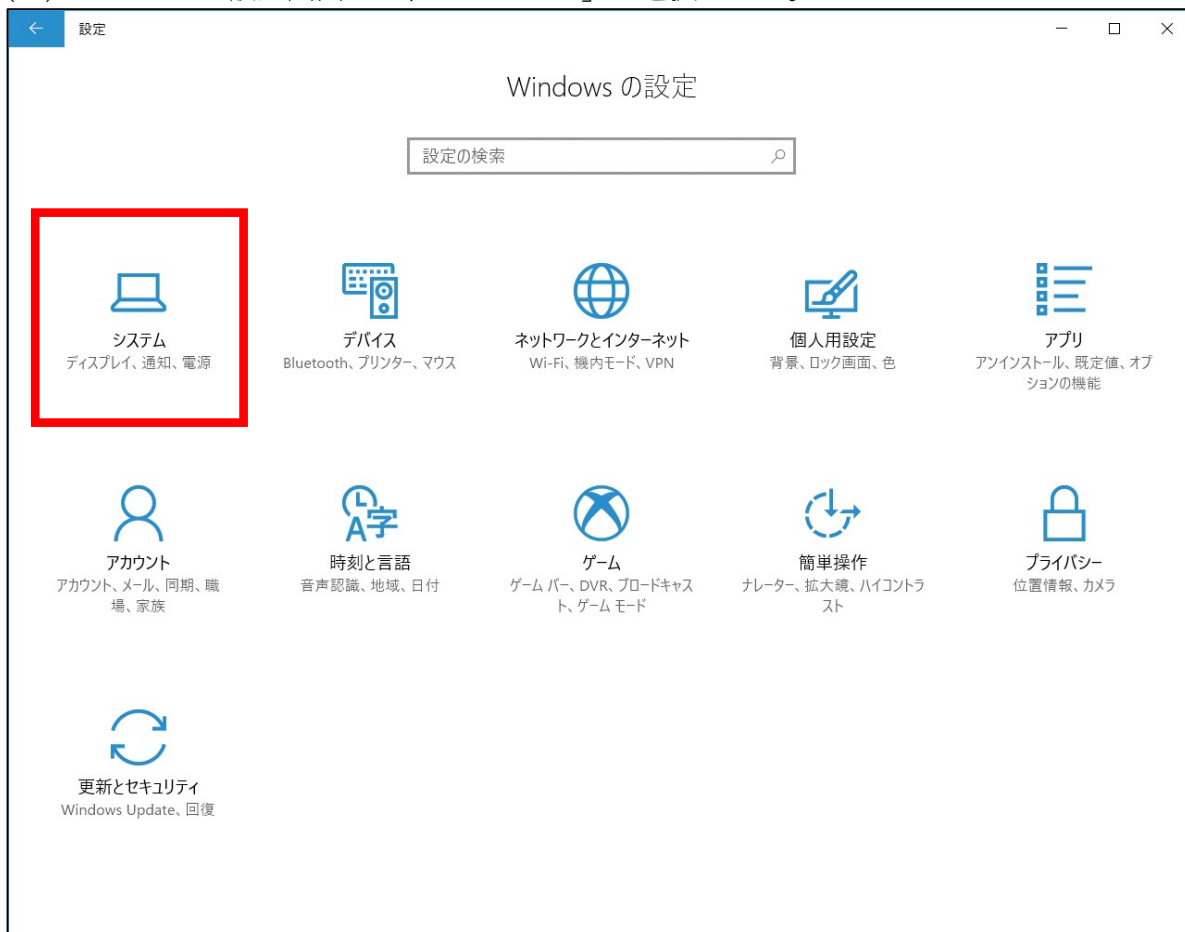 設定
Windows の設定
設定の検索
システム
ディスプレイ、通知、電源
デバイス
Bluetooth、プリンター、マウス
ネットワークとインターネット
Wi-Fi、機内モード、VPN
個人用設定
背景、ロック画面、色
アプリ
アンインストール、既定値、オプ
ションの機能
アカウント
アカウント、メール、同期、職
場、家族
時刻と言語
音声認識、地域、日付
ゲーム
ゲーム バー、DVR、ブロードキャス
ト、ゲーム モード
簡単操作
ナレーター、拡大鏡、ハイコントラ
スト
プライバシー
位置情報、カメラ
更新とセキュリティ
Windows Update、回復